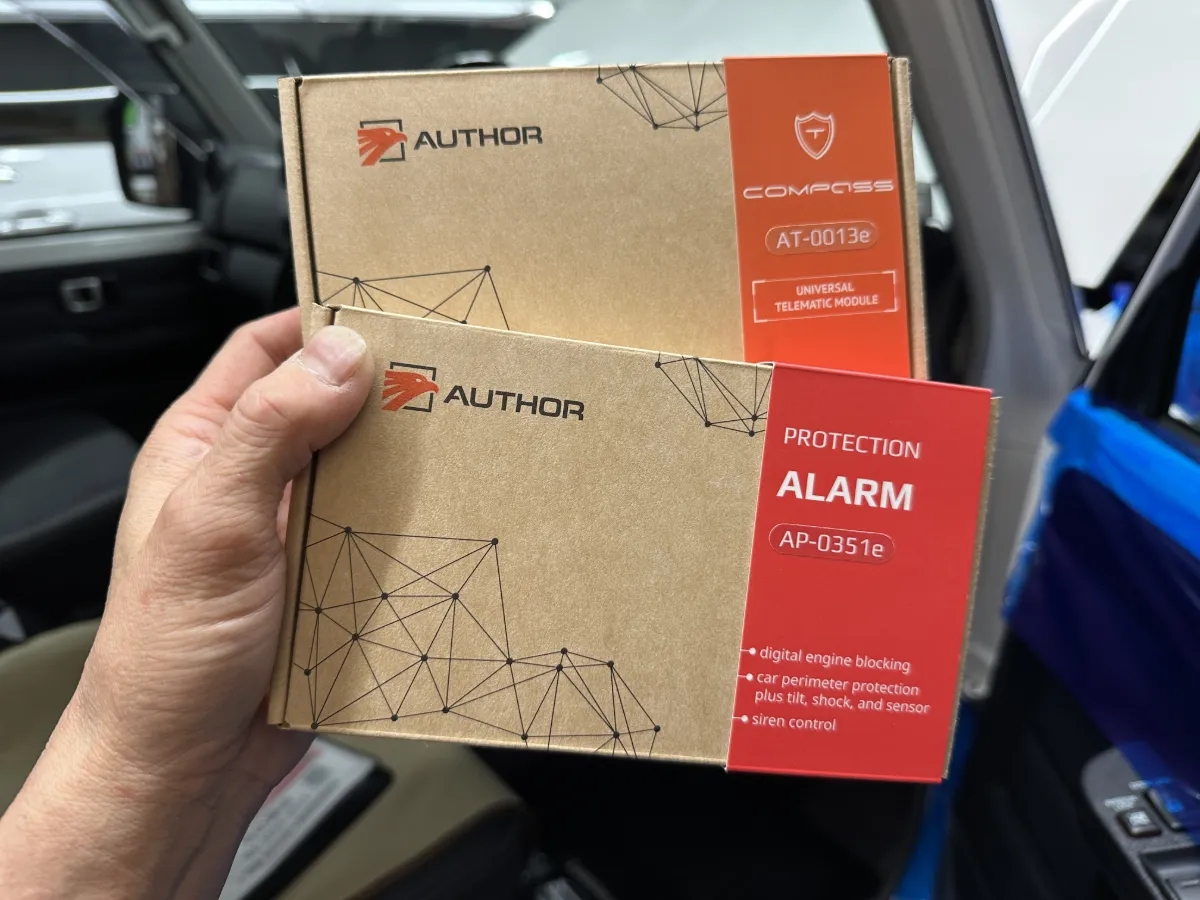 AUTHOR
COMPASS
AT-0013e
UNIVERSAL
TELEMATIC MODULE
AUTHOR
PROTECTION
ALARM
AP-0351e
digital engine blocking
car perimeter protection
plus tilt, shock, and sensor
siren control